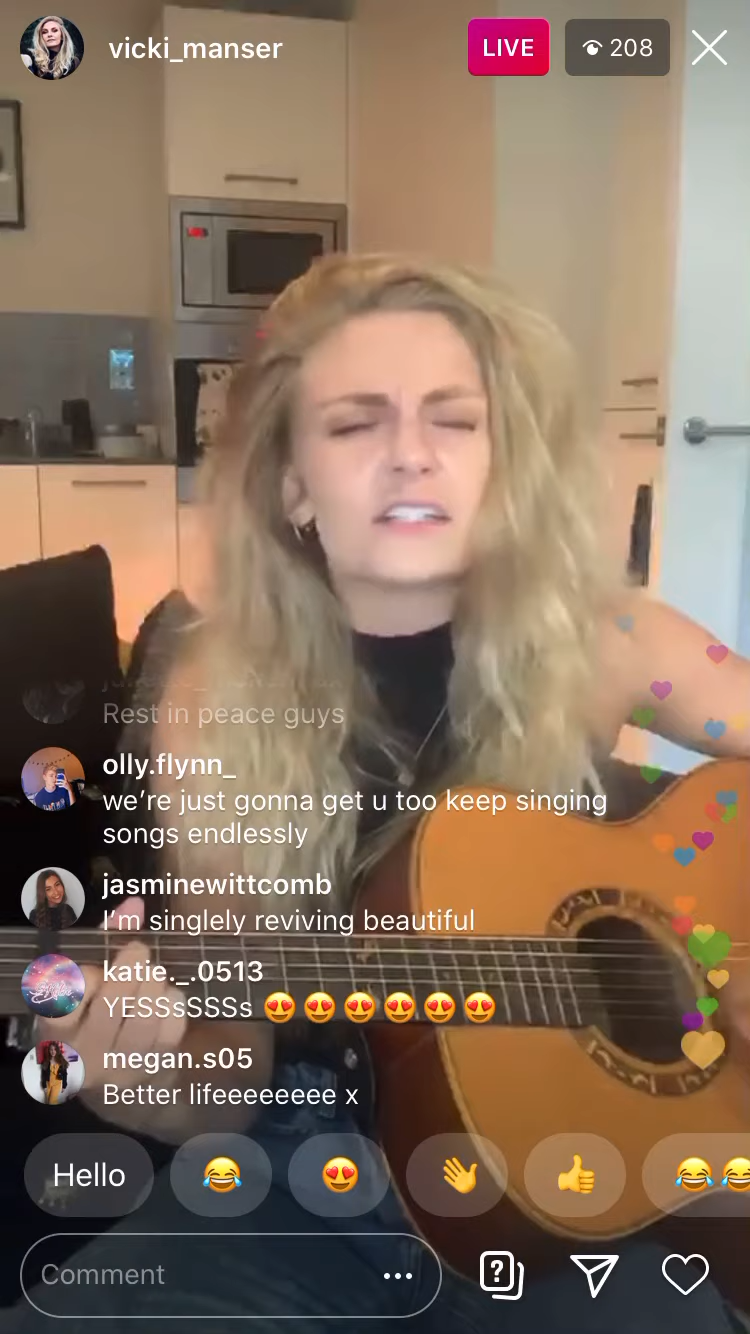 vicki_manser
LIVE
208
Rest in peace guys
olly.flynn_
we’re just gonna get u too keep singing
songs endlessly
jasminewittcomb
I’m singlely reviving beautiful
katie._.0513
YESSsSSSs 😍 😍 😍 😍 😍 😍
megan.s05
Better lifeeeeeeee x
Hello 😂 😍 👋 👍 😂😂
Comment